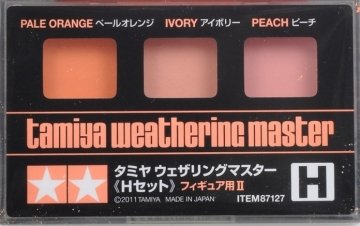 PALE ORANGE ペールオレンジ IVORY アイボリー PEACH ピーチ
tamiya weathering master
タミヤ ウェザリングマスター
《Hセット》 フィギュア用II
H
©2011 TAMIYA MADE IN JAPAN ITEM87127